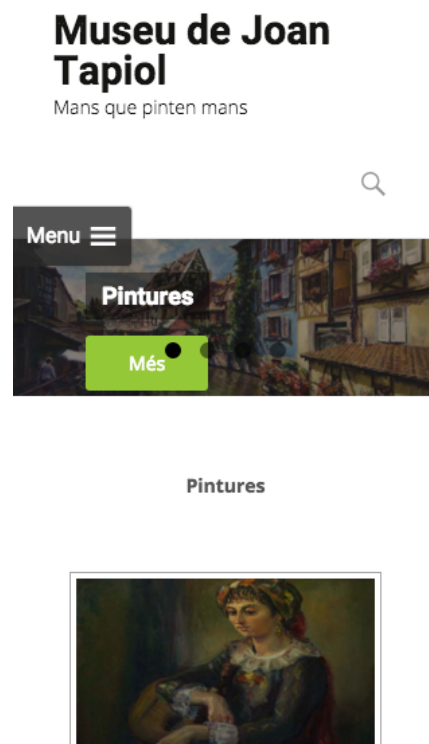 Museu de Joan
Tapiol
Mans que pinten mans
Menu
Pintures
Més
Pintures